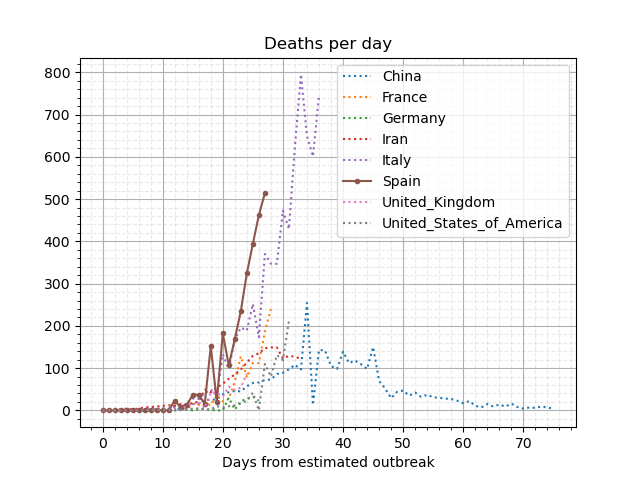 Deaths per day
800
700
600
500
400
300
200
100
0
China
France
Germany
Iran
Italy
Spain
United_Kingdom
United_States_of_America
0 10 20 30 40 50 60 70
Days from estimated outbreak